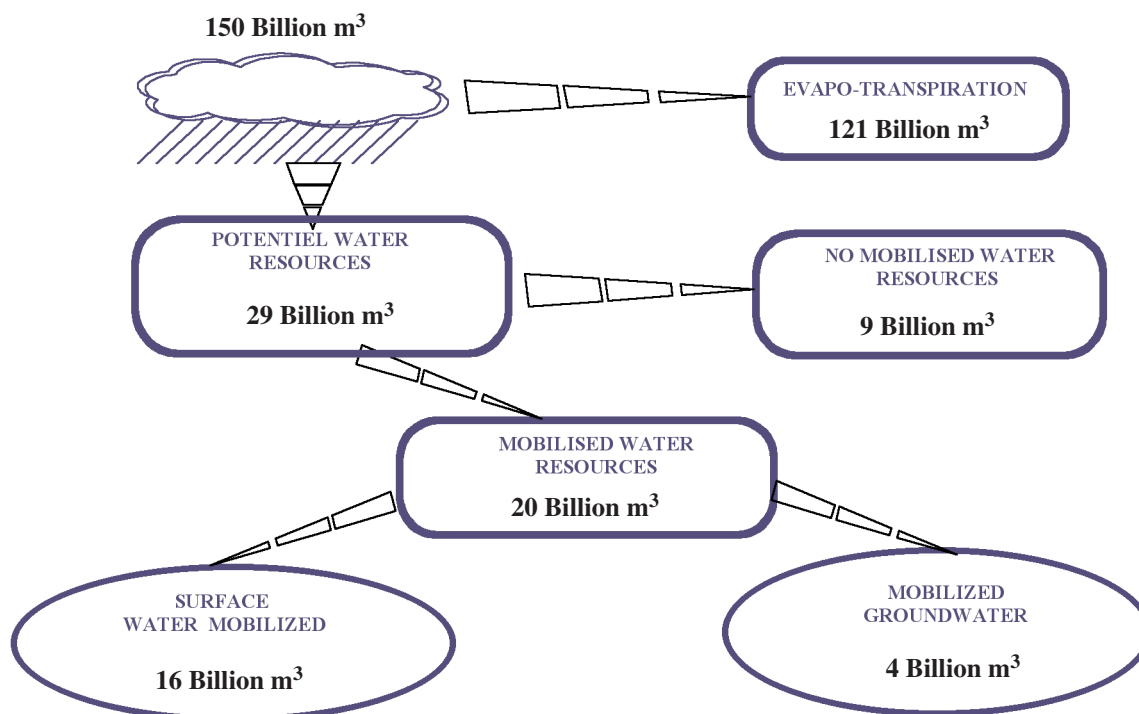 150 Billion m³
EVAPO-TRANSPIRATION
121 Billion m³
POTENTIEL WATER
RESOURCES
29 Billion m³
NO MOBILISED WATER
RESOURCES
9 Billion m³
MOBILISED WATER
RESOURCES
20 Billion m³
SURFACE
WATER MOBILIZED
16 Billion m³
MOBILIZED
GROUNDWATER
4 Billion m³